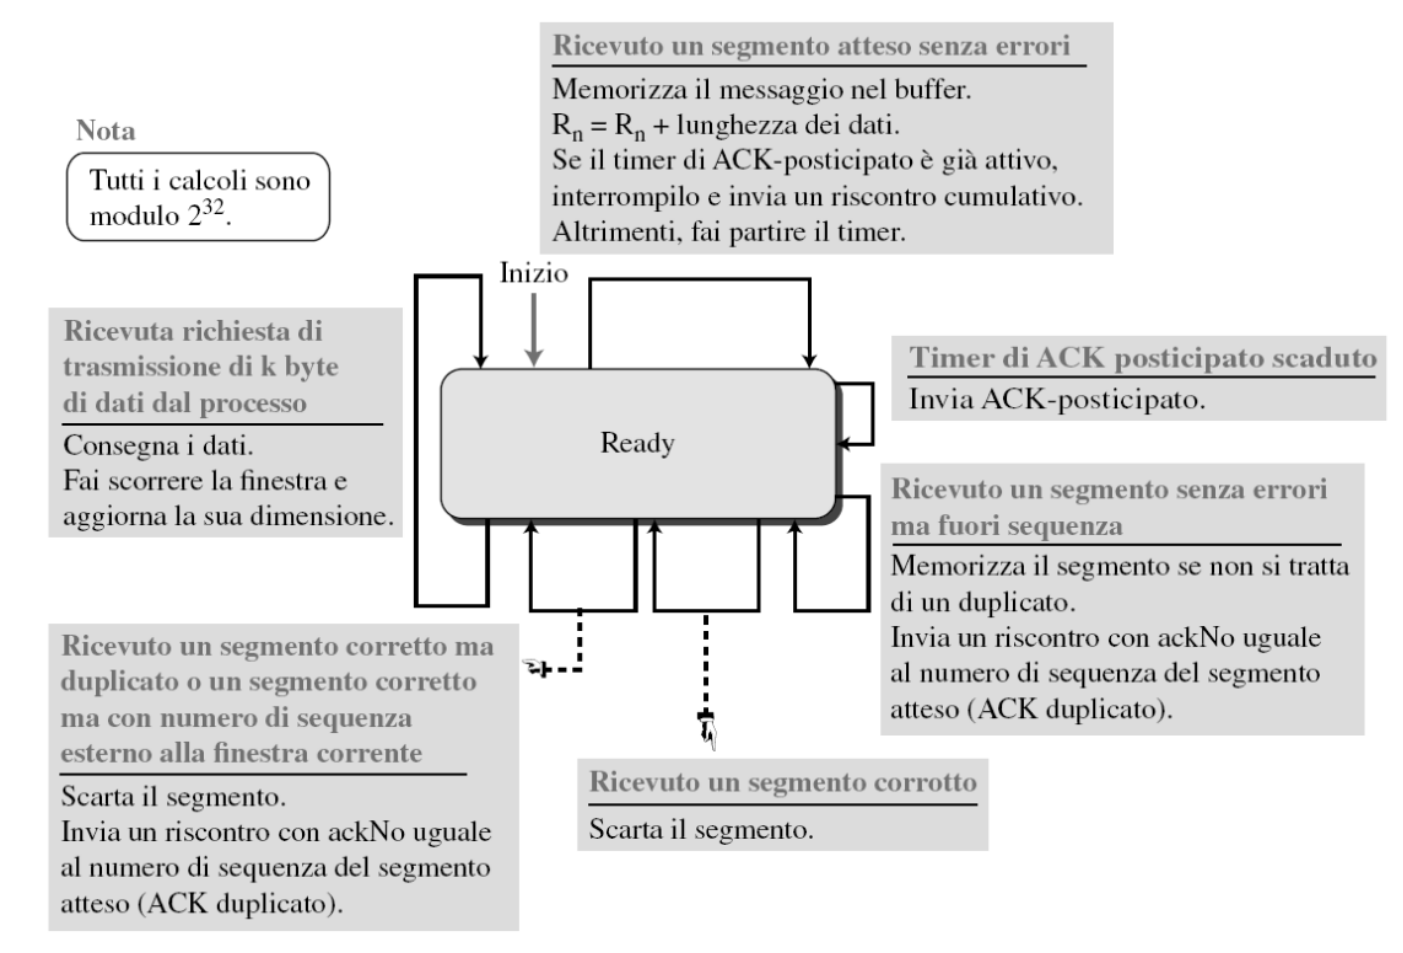 Ricevuto un segmento atteso senza errori
Memorizza il messaggio nel buffer.
Rn = Rn + lunghezza dei dati.
Se il timer di ACK-posticipato è già attivo,
interrompilo e invia un riscontro cumulativo.
Altrimenti, fai partire il timer.
Nota
Tutti i calcoli sono
modulo 2^32.
Inizio
Ricevuta richiesta di
trasmissione di k byte
di dati dal processo
Consegna i dati.
Fai scorrere la finestra e
aggiorna la sua dimensione.
Ready
Timer di ACK posticipato scaduto
Invia ACK-posticipato.
Ricevuto un segmento senza errori
ma fuori sequenza
Memorizza il segmento se non si tratta
di un duplicato.
Invia un riscontro con ackNo uguale
al numero di sequenza del segmento
atteso (ACK duplicato).
Ricevuto un segmento corretto ma
duplicato o un segmento corretto
ma con numero di sequenza
esterno alla finestra corrente
Scarta il segmento.
Invia un riscontro con ackNo uguale
al numero di sequenza del segmento
atteso (ACK duplicato).
Ricevuto un segmento corrotto
Scarta il segmento.